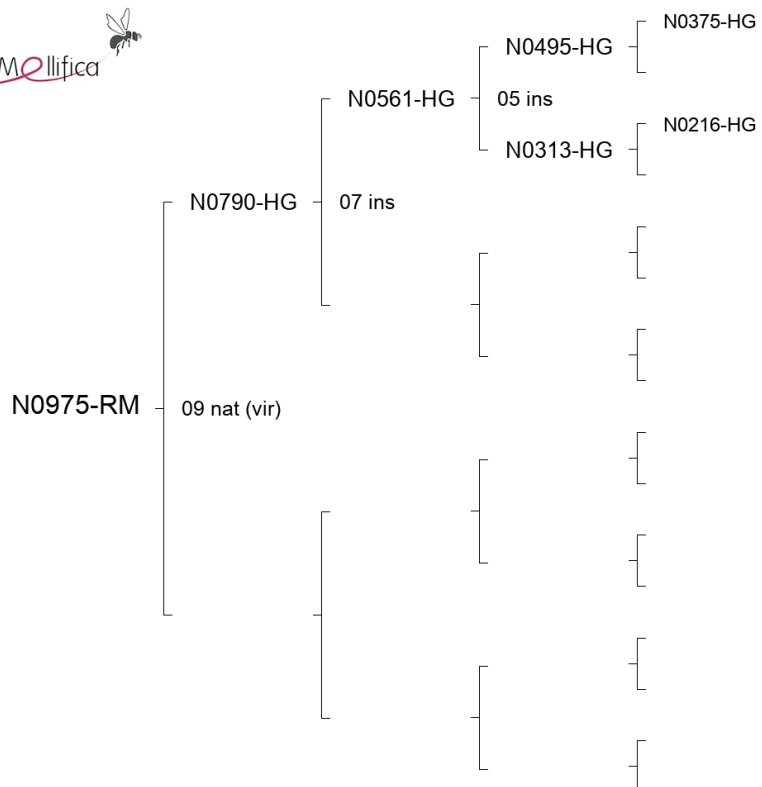 Mellifica
N0375-HG
N0495-HG
N0561-HG
05 ins
N0216-HG
N0313-HG
N0790-HG
07 ins
N0975-RM
09 nat (vir)